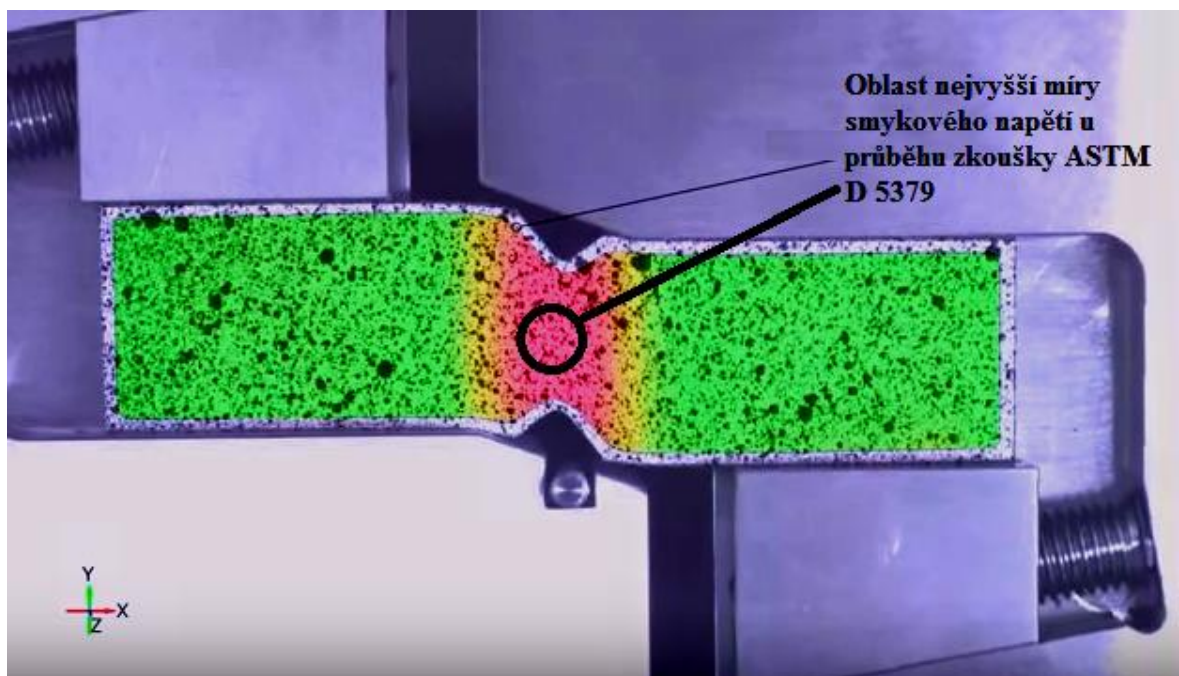 Oblast nejvyšší míry
smykového napětí u
průběhu zkoušky ASTM
D 5379
Y
X
Z